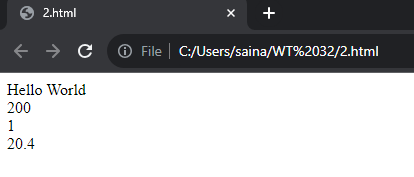 2.html
File C:/Users/saina/WT%2032/2.html
Hello World
200
1
20.4